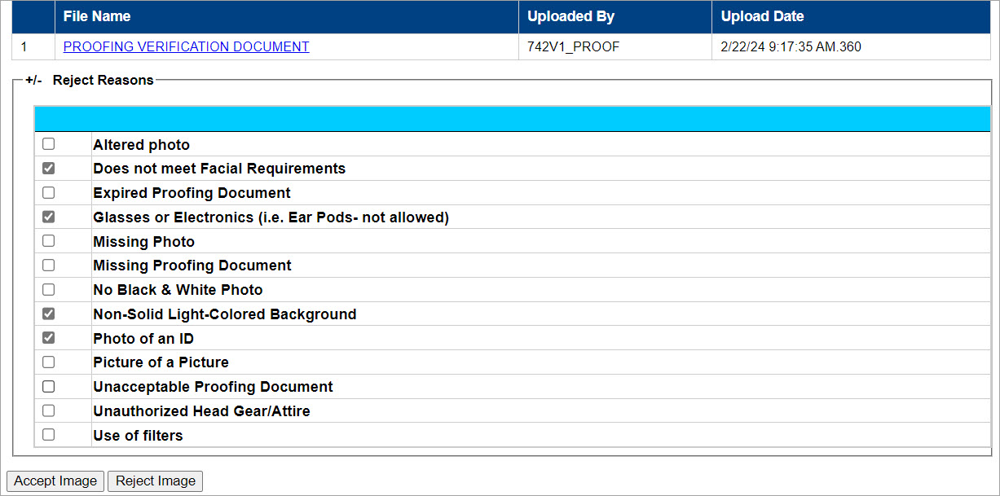 File Name Uploaded By Upload Date
1 PROOFING VERIFICATION DOCUMENT 742V1_PROOF 2/22/24 9:17:35 AM.360
+/- Reject Reasons
Altered photo
Does not meet Facial Requirements
Expired Proofing Document
Glasses or Electronics (i.e. Ear Pods- not allowed)
Missing Photo
Missing Proofing Document
No Black & White Photo
Non-Solid Light-Colored Background
Photo of an ID
Picture of a Picture
Unacceptable Proofing Document
Unauthorized Head Gear/Attire
Use of filters
Accept Image Reject Image